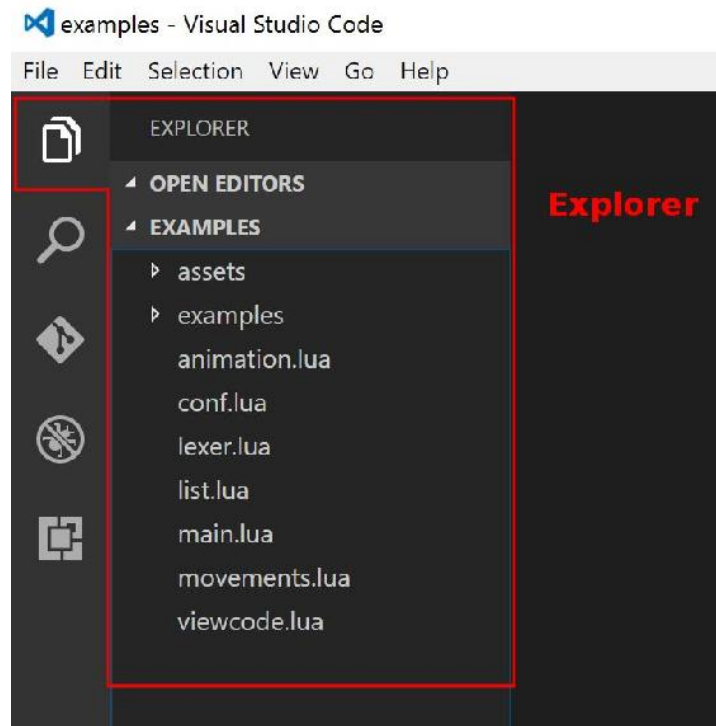 examples - Visual Studio Code
File Edit Selection View Go Help
EXPLORER
OPEN EDITORS
Explorer
EXAMPLES
assets
examples
animation.lua
conf.lua
lexer.lua
list.lua
main.lua
movements.lua
viewcode.lua